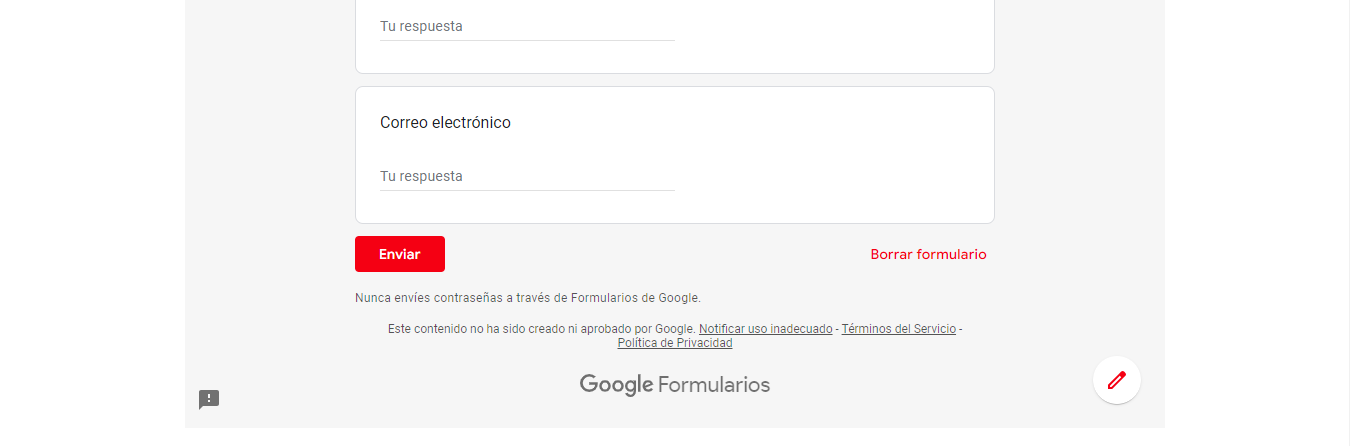 Tu respuesta
Correo electrónico
Tu respuesta
Enviar
Borrar formulario
Nunca envíes contraseñas a través de Formularios de Google.
Este contenido no ha sido creado ni aprobado por Google. Notificar uso inadecuado - Términos del Servicio -
Política de Privacidad
Google Formularios